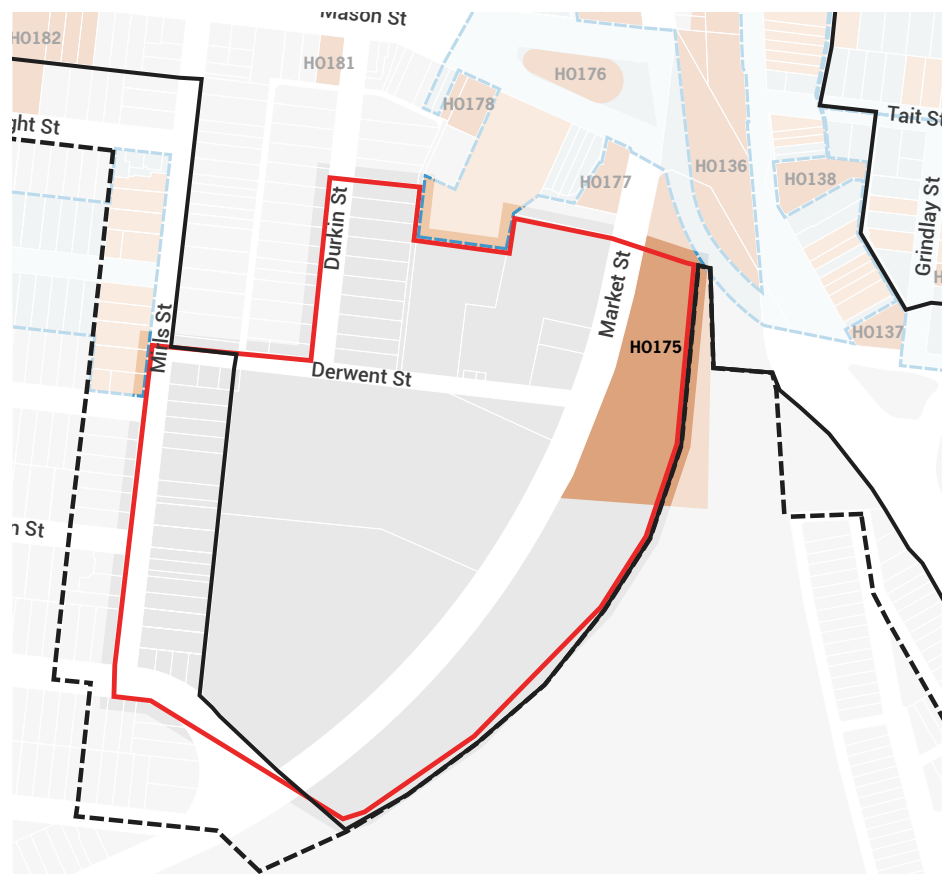 Mason St
HO182
HO181
HO176
HO178
Tait St
ght St
HO136
HO177
HO138
Grindlay St
Durkin St
Market St
HO137
Mirls St
HO175
Derwent St
n St